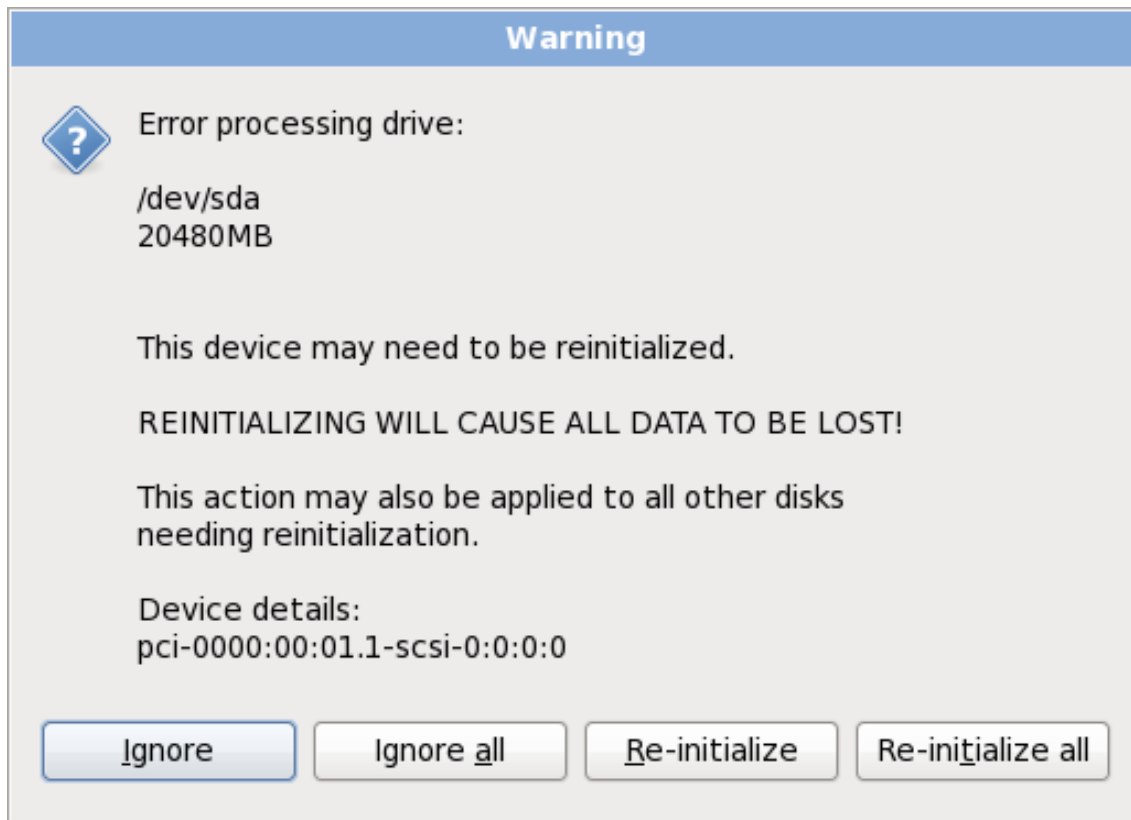 Warning
?
Error processing drive:
/dev/sda
20480MB
This device may need to be reinitialized.
REINITIALIZING WILL CAUSE ALL DATA TO BE LOST!
This action may also be applied to all other disks
needing reinitialization.
Device details:
pci-0000:00:01.1-scsi-0:0:0:0
Ignore
Ignore all
Re-initialize
Re-initialize all